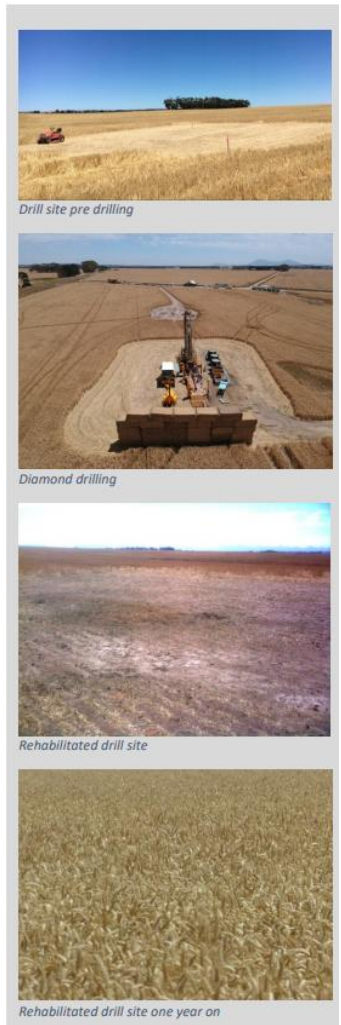 Drill site pre drilling
Diamond drilling
Rehabilitated drill site
Rehabilitated drill site one year on